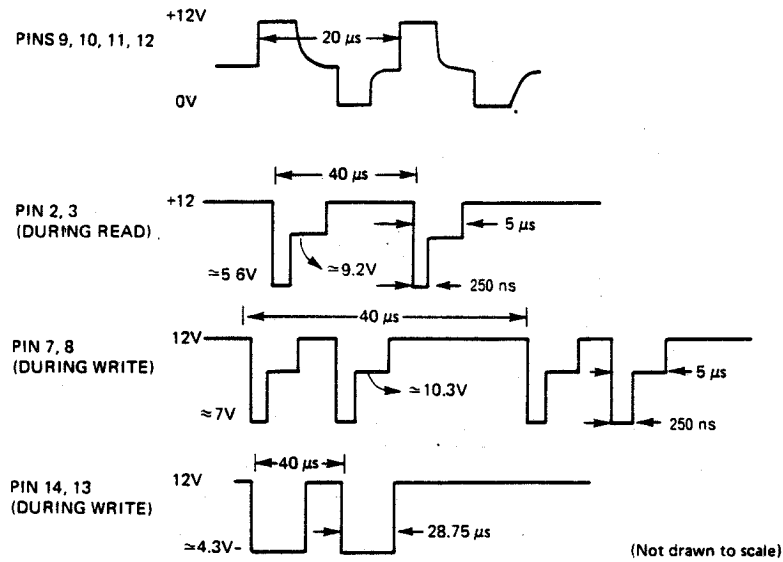 +12V
PINS 9, 10, 11, 12
20 μs
0V
40 μs
+12
PIN 2, 3
(DURING READ)
5 μs
≃9.2V
≃5 6V
250 ns
40 μs
12V
PIN 7, 8
(DURING WRITE)
5 μs
≃10.3V
≈7V
250 ns
40 μs
12V
PIN 14, 13
(DURING WRITE)
28.75 μs
≃4.3V
(Not drawn to scale)